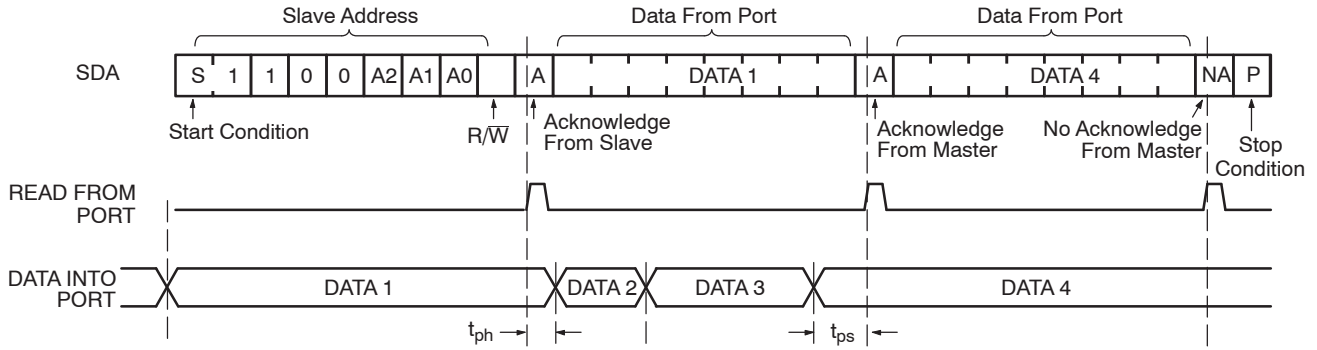 Slave Address
Data From Port
Data From Port
SDA
S 1 1 0 0 A2 A1 A0 A DATA 1 A DATA 4 NA P
Start Condition
R/W̅
Acknowledge
From Slave
Acknowledge
From Master
No Acknowledge
From Master
Stop
Condition
READ FROM
PORT
DATA INTO
PORT
DATA 1
DATA 2
DATA 3
DATA 4
tph
tps